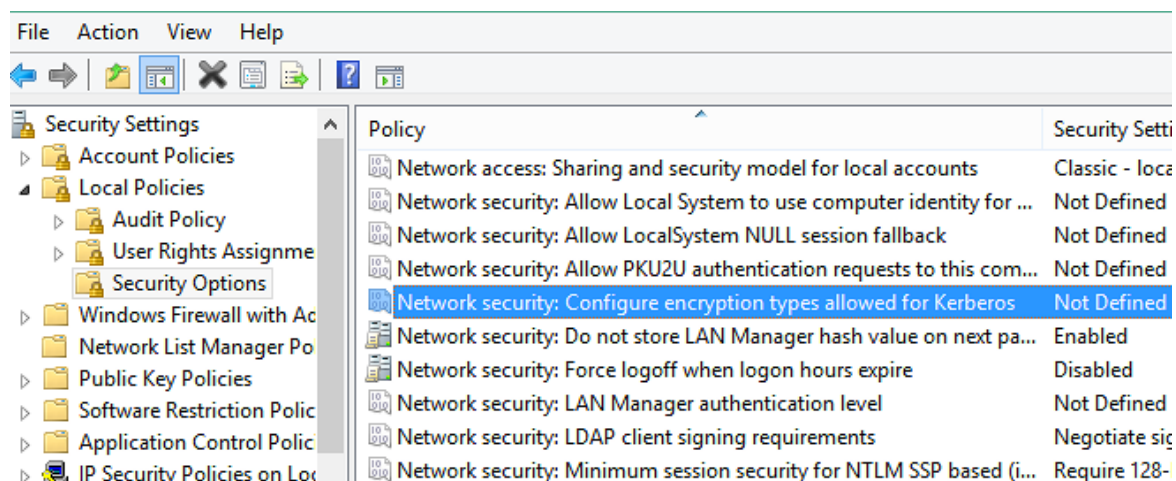 File Action View Help
Security Settings
Account Policies
Local Policies
Audit Policy
User Rights Assignme
Security Options
Windows Firewall with Ad
Network List Manager Po
Public Key Policies
Software Restriction Polic
Application Control Polic
IP Security Policies on Loc
Policy Security Setti
Network access: Sharing and security model for local accounts Classic - loca
Network security: Allow Local System to use computer identity for ... Not Defined
Network security: Allow LocalSystem NULL session fallback Not Defined
Network security: Allow PKU2U authentication requests to this com... Not Defined
Network security: Configure encryption types allowed for Kerberos Not Defined
Network security: Do not store LAN Manager hash value on next pa... Enabled
Network security: Force logoff when logon hours expire Disabled
Network security: LAN Manager authentication level Not Defined
Network security: LDAP client signing requirements Negotiate sig
Network security: Minimum session security for NTLM SSP based (i... Require 128-